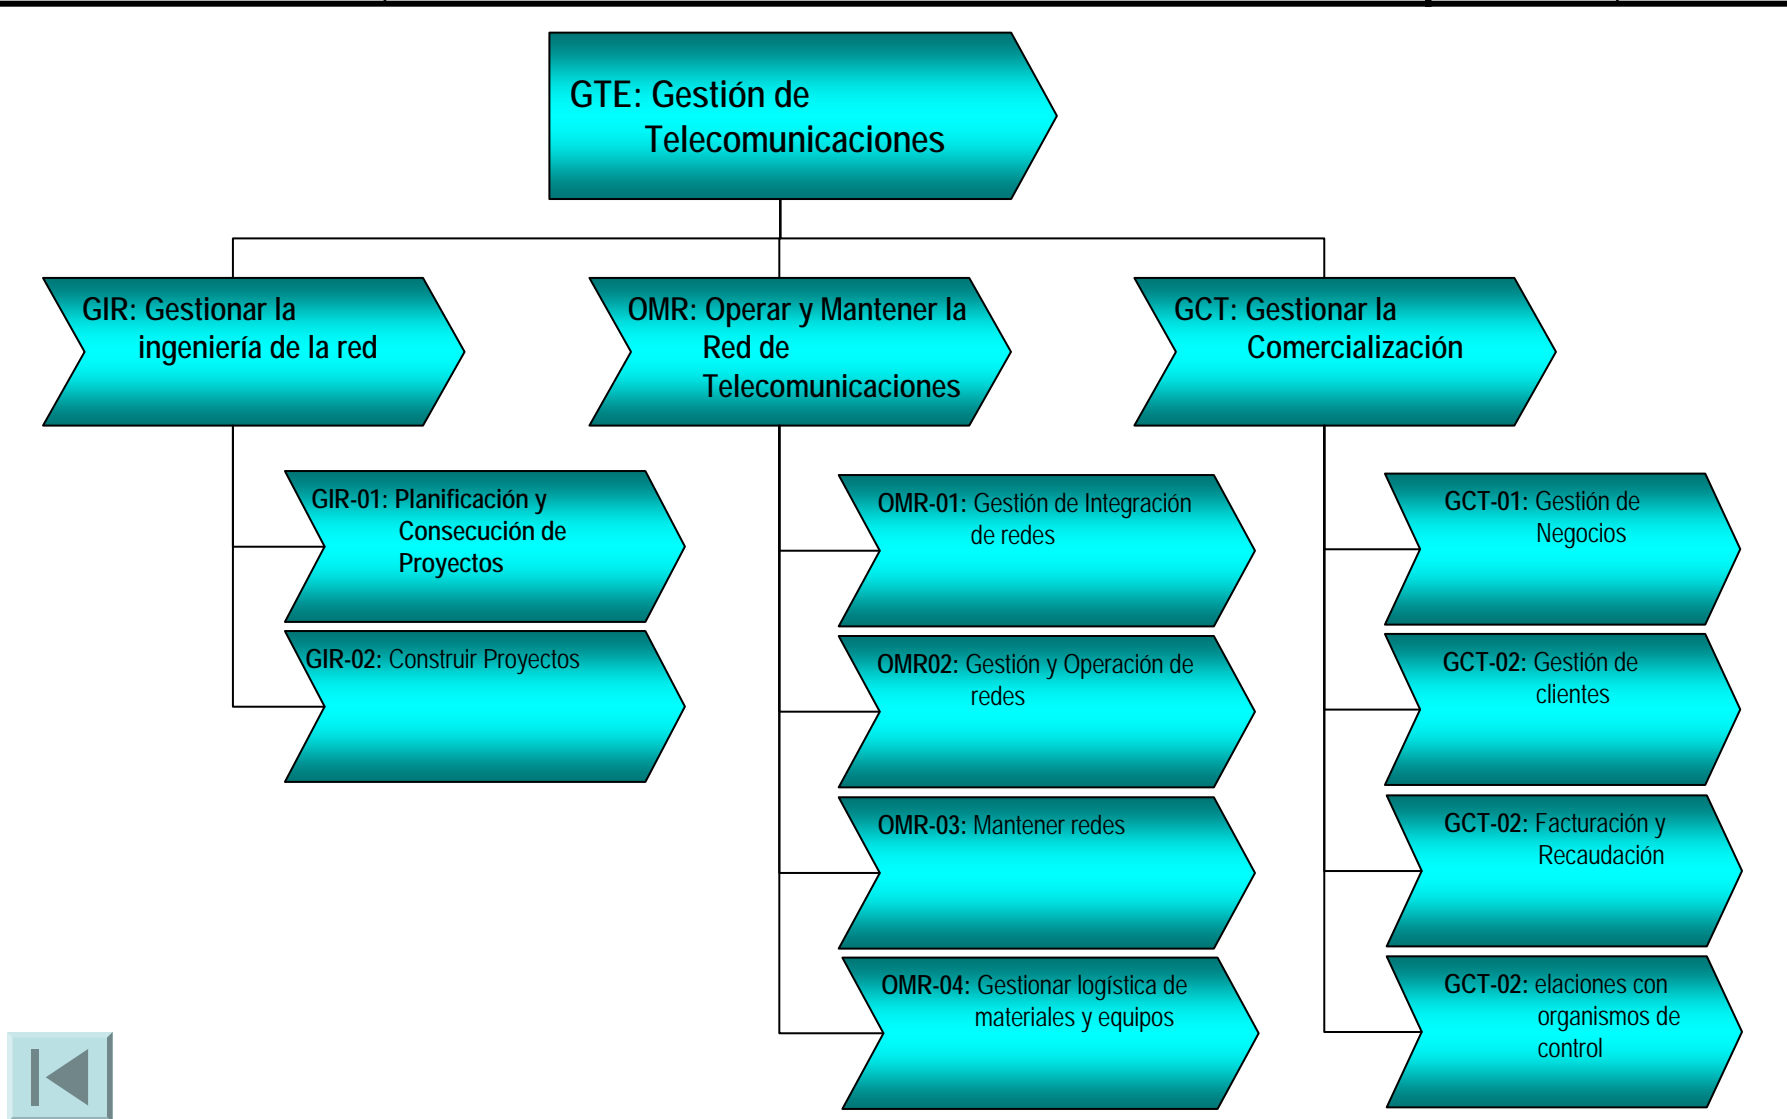 GTE: Gestión de
Telecomunicaciones
GIR: Gestionar la
ingeniería de la red
OMR: Operar y Mantener la
Red de
Telecomunicaciones
GCT: Gestionar la
Comercialización
GIR-01: Planificación y
Consecución de
Proyectos
GIR-02: Construir Proyectos
OMR-01: Gestión de Integración
de redes
OMR02: Gestión y Operación de
redes
OMR-03: Mantener redes
OMR-04: Gestionar logística de
materiales y equipos
GCT-01: Gestión de
Negocios
GCT-02: Gestión de
clientes
GCT-02: Facturación y
Recaudación
GCT-02: elaciones con
organismos de
control